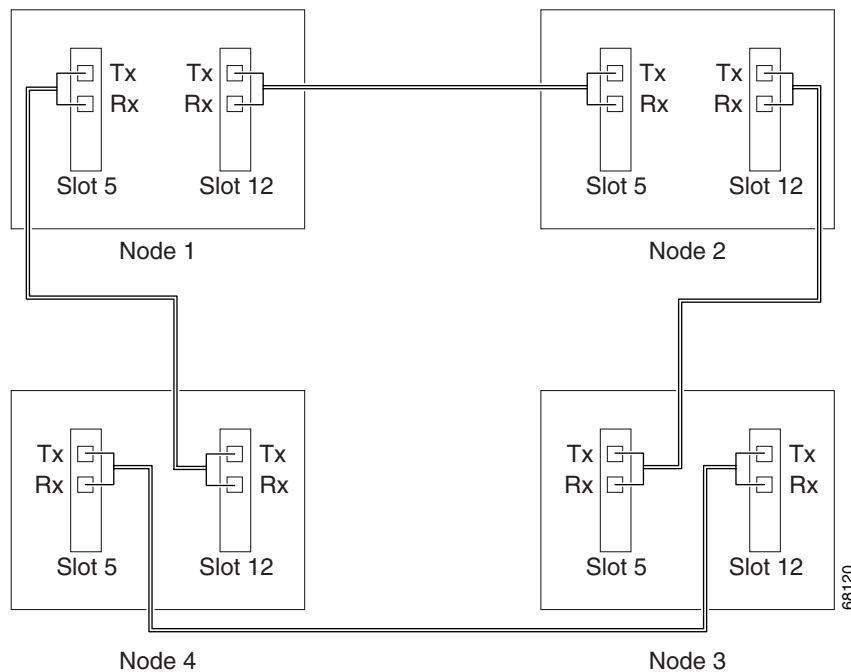 Tx Tx Tx Tx
Rx Rx Rx Rx
Slot 5 Slot 12 Slot 5 Slot 12
Node 1 Node 2
Tx Tx Tx Tx
Rx Rx Rx Rx
Slot 5 Slot 12 Slot 5 Slot 12
68120
Node 4 Node 3